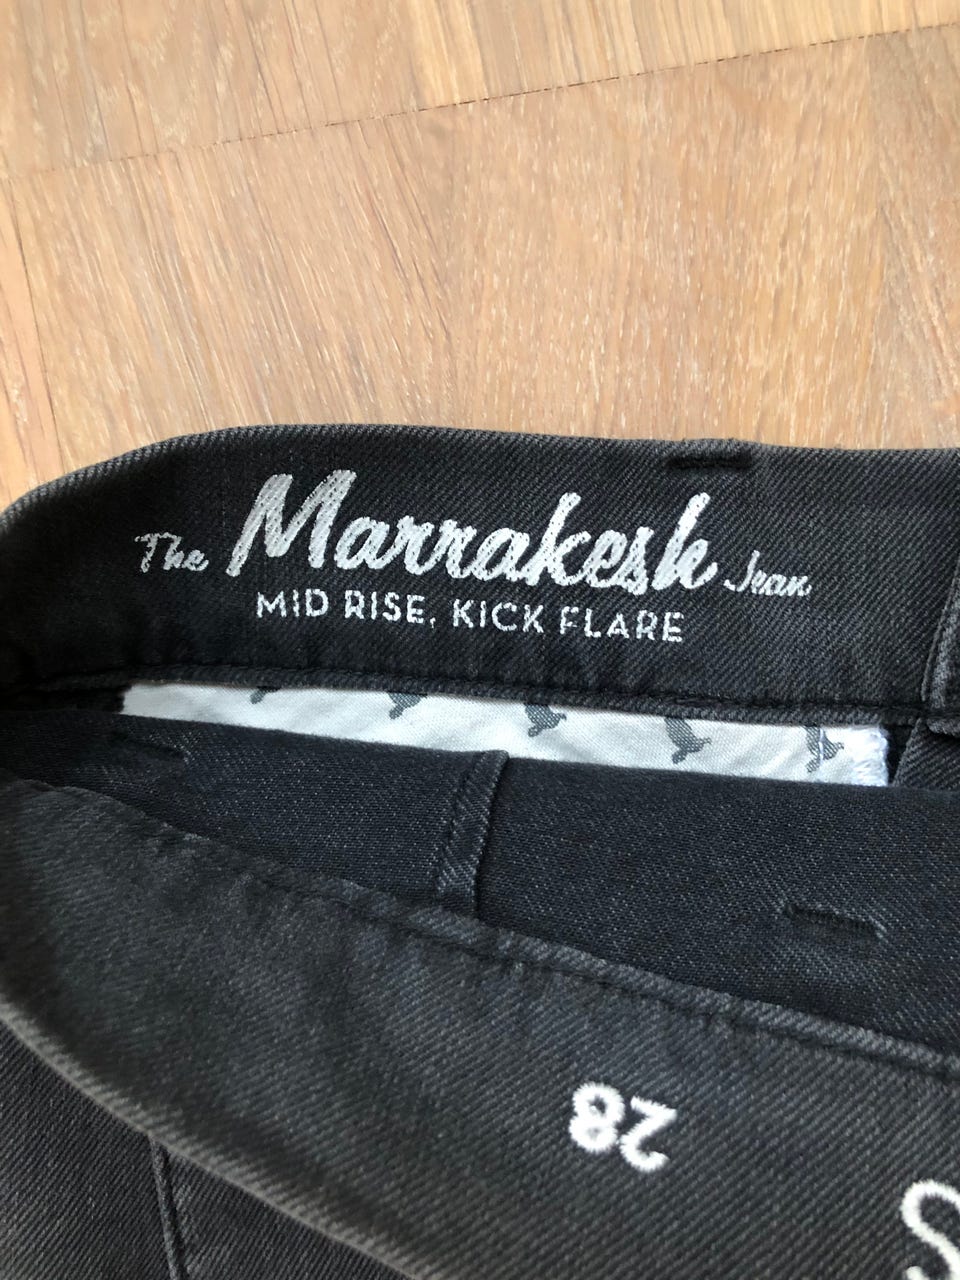 The Marrakesh Jean
MID RISE, KICK FLARE
28